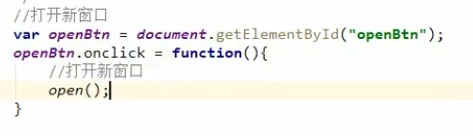 //打开新窗口
var openBtn = document.getElementById("openBtn");
openBtn.onclick = function(){
    //打开新窗口
    open();
}